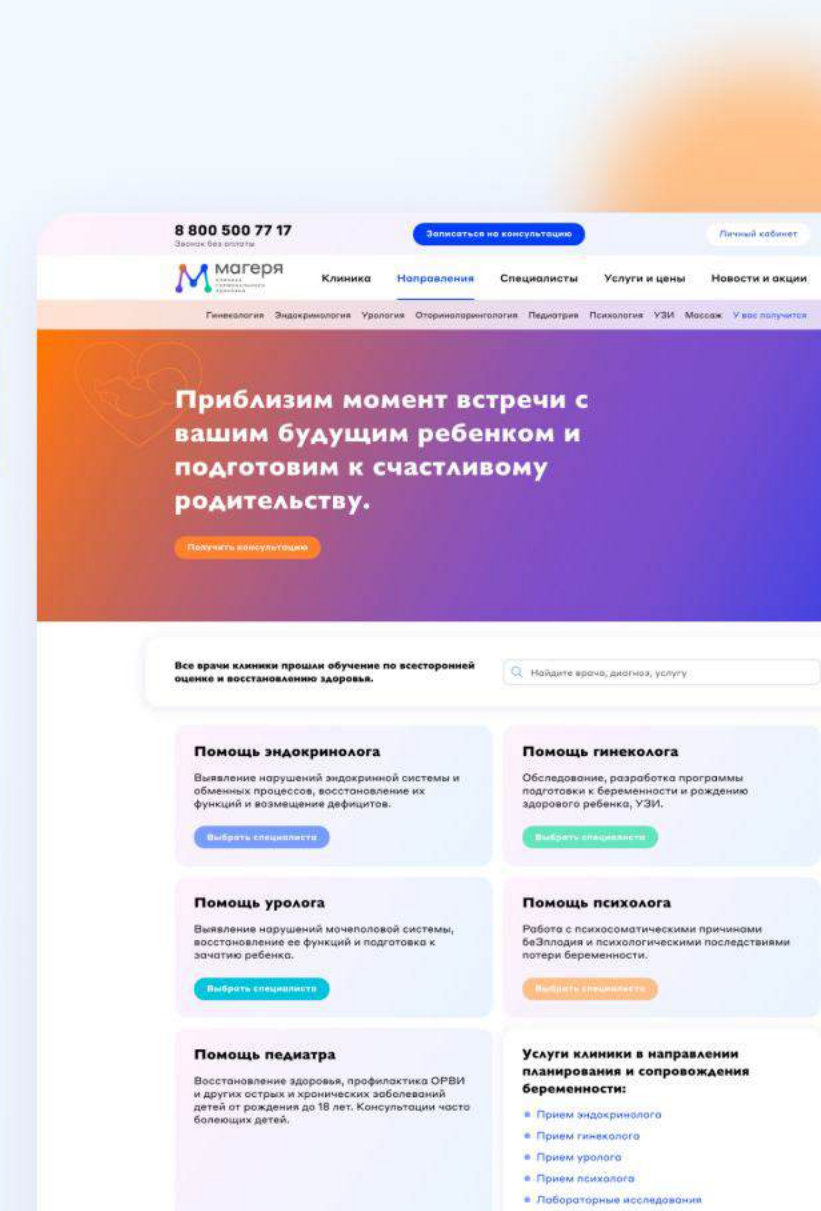 8 800 500 77 17
Звонок без оплаты
Записаться на консультацию
Личный кабинет
магеря
клиника
гормонального
здоровья
Клиника Направления Специалисты Услуги и цены Новости и акции
Гинекология Эндокринология Урология Оториноларингология Педиатрия Психология УЗИ Массаж У вас получится
Приблизим момент встречи с
вашим будущим ребенком и
подготовим к счастливому
родительству.
Получить консультацию
Все врачи клиники прошли обучение по всесторонней
оценке и восстановлению здоровья.
Найдите врача, диагноз, услугу
Помощь эндокринолога
Выявление нарушений эндокринной системы и
обменных процессов, восстановление их
функций и возмещение дефицитов.
Выбрать специалиста
Помощь гинеколога
Обследование, разработка программы
подготовки к беременности и рождению
здорового ребенка, УЗИ.
Выбрать специалиста
Помощь уролога
Выявление нарушений мочеполовой системы,
восстановление ее функций и подготовка к
зачатию ребенка.
Выбрать специалиста
Помощь психолога
Работа с психосоматическими причинами
беЗплодия и психологическими последствиями
потери беременности.
Выбрать специалиста
Помощь педиатра
Восстановление здоровья, профилактика ОРВИ
и других острых и хронических заболеваний
детей от рождения до 18 лет. Консультации часто
болеющих детей.
Услуги клиники в направлении
планирования и сопровождения
беременности:
Прием эндокринолога
Прием гинеколога
Прием уролога
Прием психолога
Лабораторные исследования